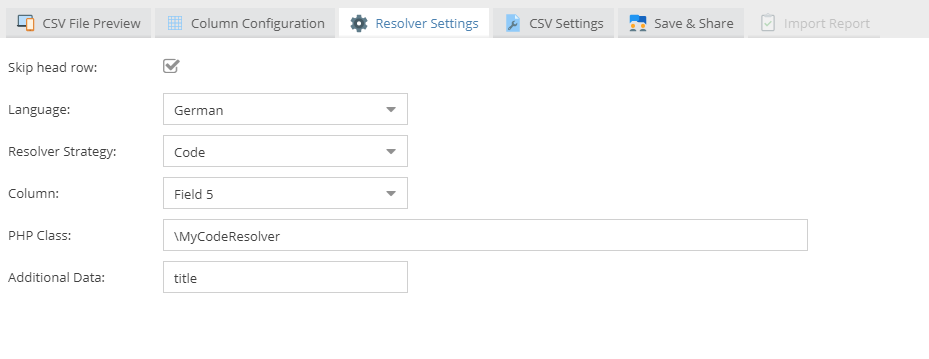 CSV File Preview Column Configuration Resolver Settings CSV Settings Save & Share Import Report
Skip head row:
Language: German
Resolver Strategy: Code
Column: Field 5
PHP Class: \MyCodeResolver
Additional Data: title